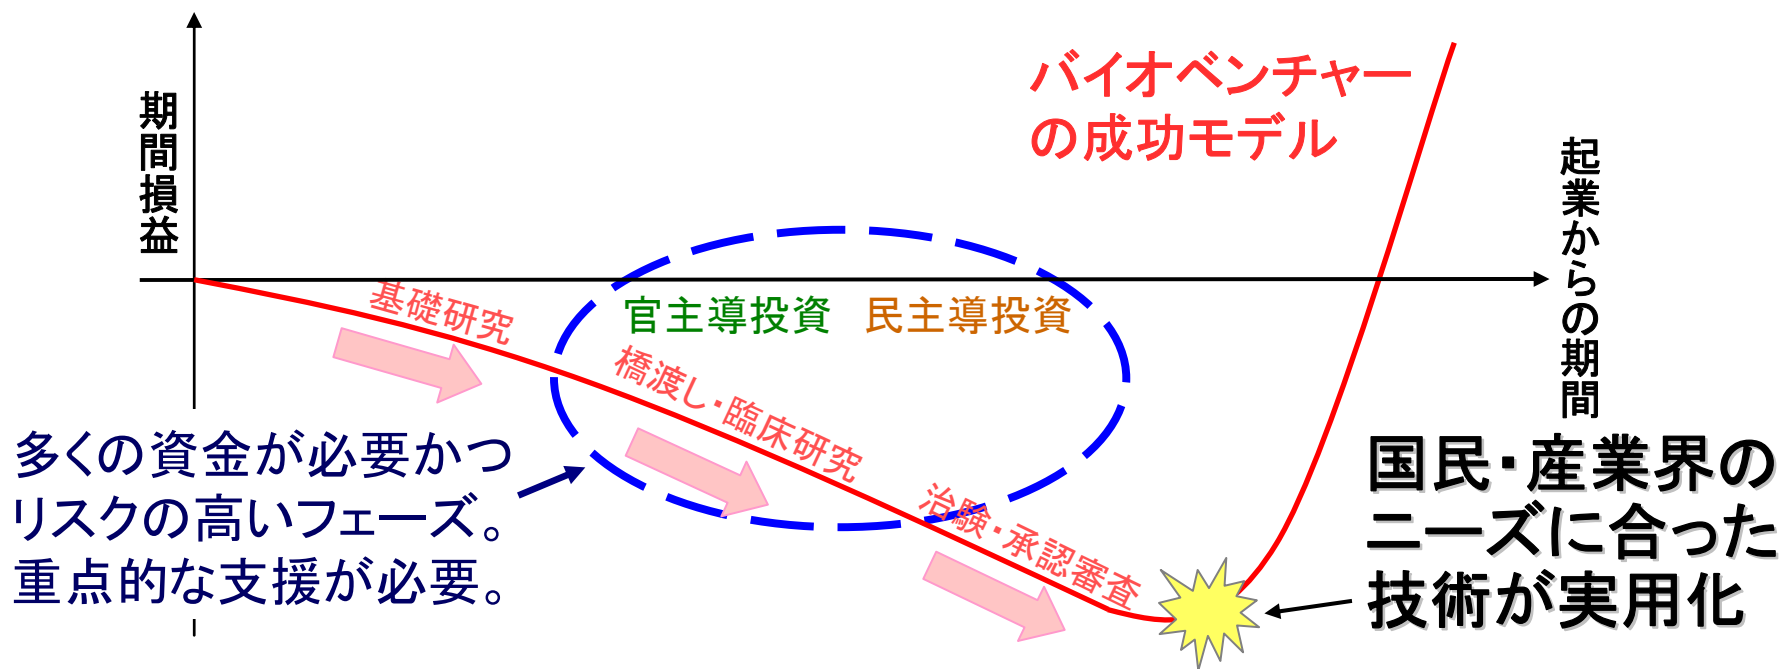 バイオベンチャー
の成功モデル
期間損益
起業からの期間
官主導投資
民主導投資
基礎研究
橋渡し・臨床研究
治験・承認審査
多くの資金が必要かつ
リスクの高いフェーズ。
重点的な支援が必要。
国民・産業界の
ニーズに合った
技術が実用化